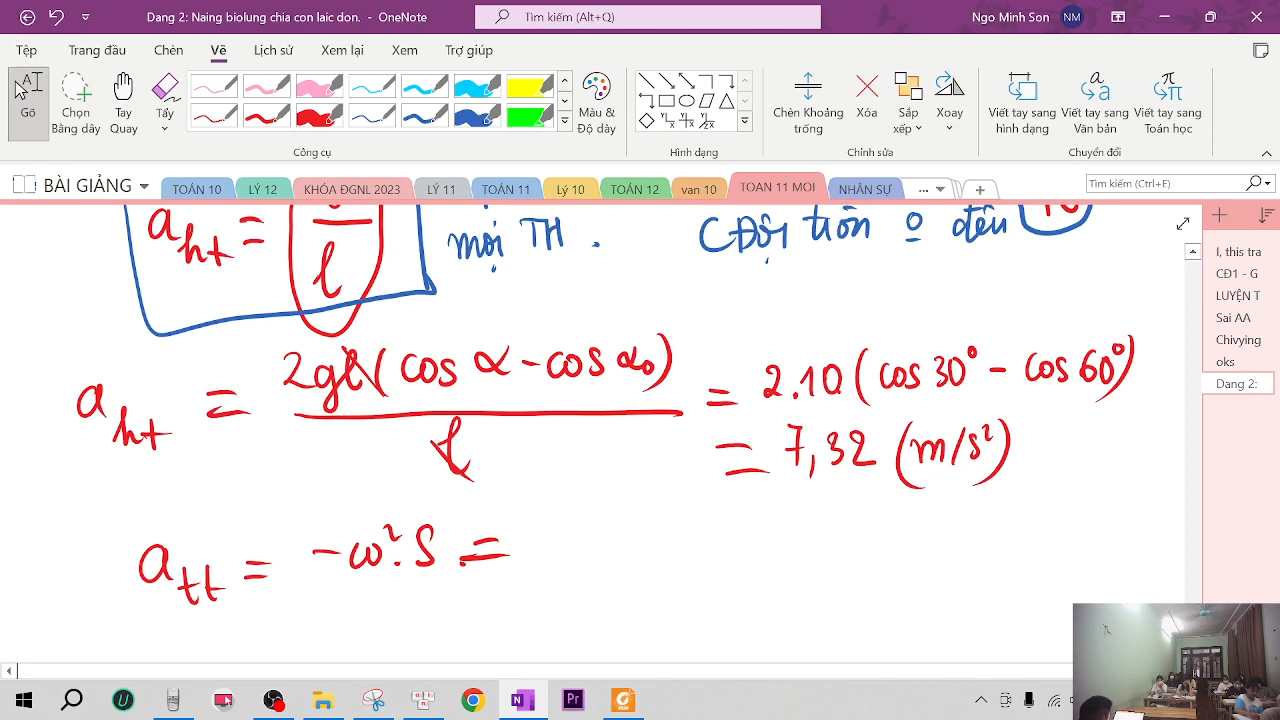 Dang 2: Naing biolung chia con laic don. - OneNote
Tìm kiếm (Alt+Q)
Ngo Minh Son NM
Tệp Trang đầu Chèn Vẽ Lịch sử Xem lại Xem Trợ giúp
Gõ
Chọn Bằng dây
Tay Quay
Tẩy
Màu & Độ dày
Chèn Khoảng trống
Xóa
Sắp xếp
Xoay
Viết tay sang hình dạng
Viết tay sang Văn bản
Viết tay sang Toán học
Công cụ
Hình dạng
Chỉnh sửa
Chuyển đổi
BÀI GIẢNG
TOÁN 10 LÝ 12 KHÓA ĐGNL 2023 LÝ 11 TOÁN 11 Lý 10 TOÁN 12 van 10 TOAN 11 MOI NHÂN SỰ ...
Tìm kiếm (Ctrl+E)
I, this tra
CĐ1 - G
LUYỆN T
Sai AA
Chivying
oks
Dang 2:
a_ht = / l
mọi TH . CĐội tròn o đều
a_ht = 2gl(cos α - cos α₀) / l = 2.10(cos 30° - cos 60°)
= 7,32 (m/s²)
a_tt = -ω².S =
PDF